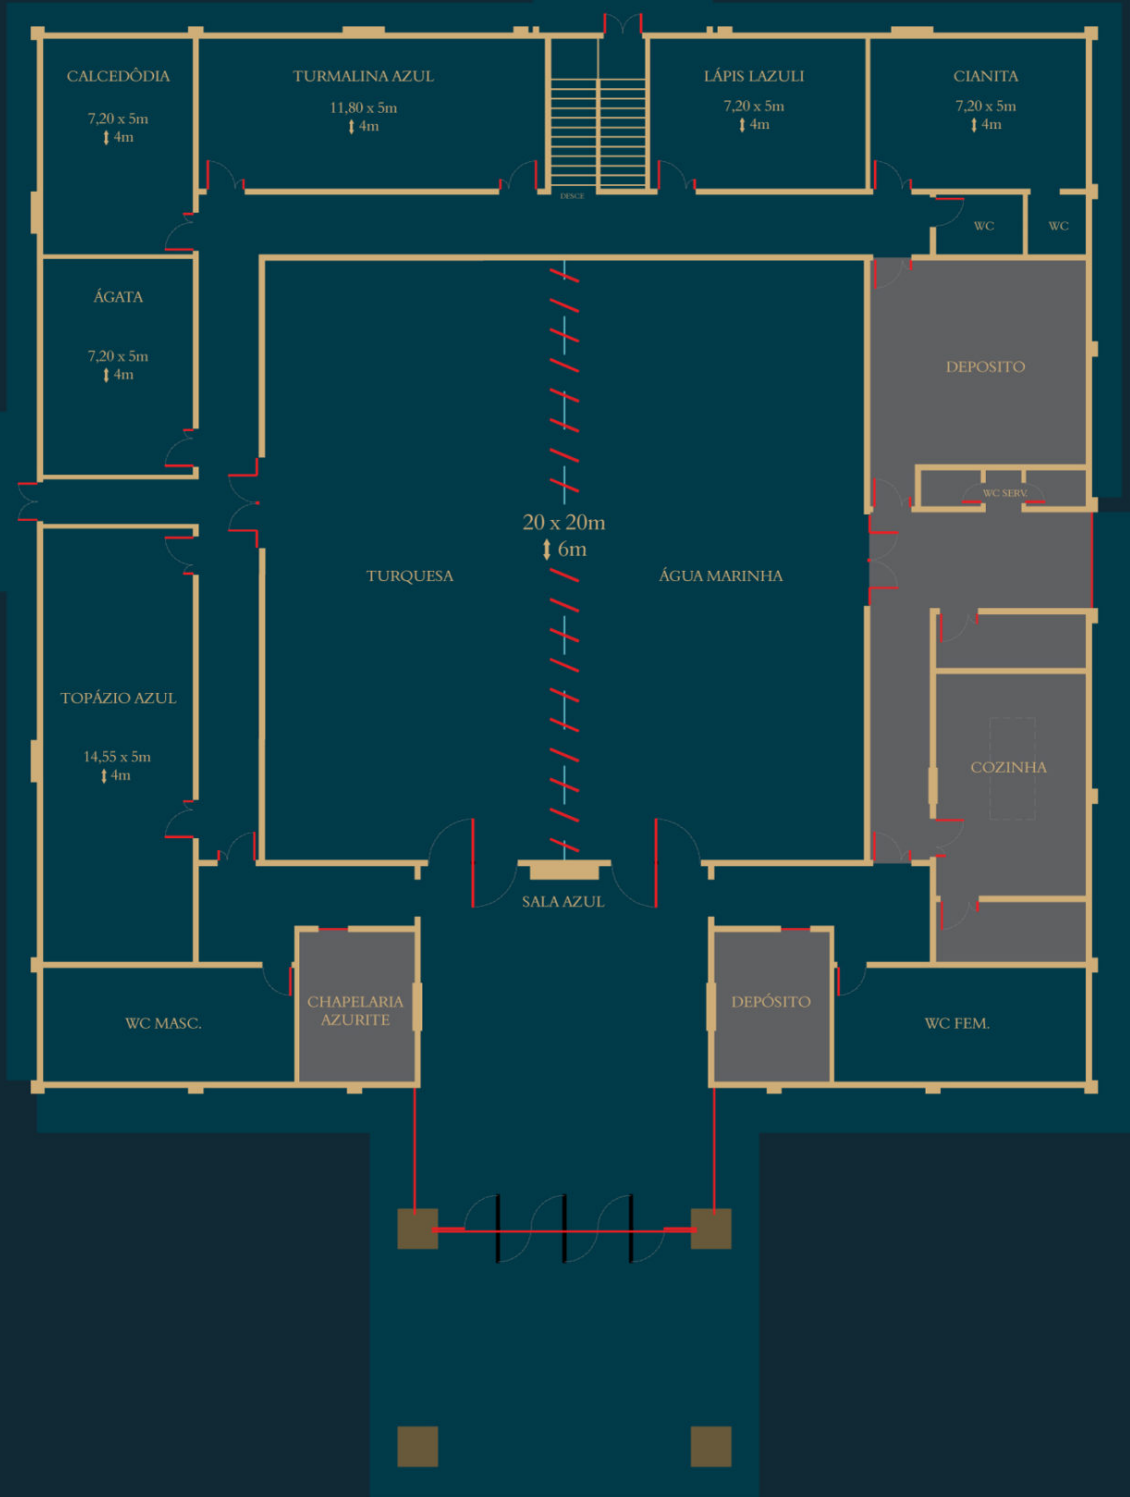 CALCEDÔDIA
7,20 x 5m
4m
TURMALINA AZUL
11,80 x 5m
4m
LÁPIS LAZULI
7,20 x 5m
4m
CIANITA
7,20 x 5m
4m
DESCE
WC
WC
ÁGATA
7,20 x 5m
4m
DEPOSITO
WC SERV.
20 x 20m
6m
TURQUESA
ÁGUA MARINHA
TOPÁZIO AZUL
14,55 x 5m
4m
COZINHA
SALA AZUL
WC MASC.
CHAPELARIA
AZURITE
DEPÓSITO
WC FEM.